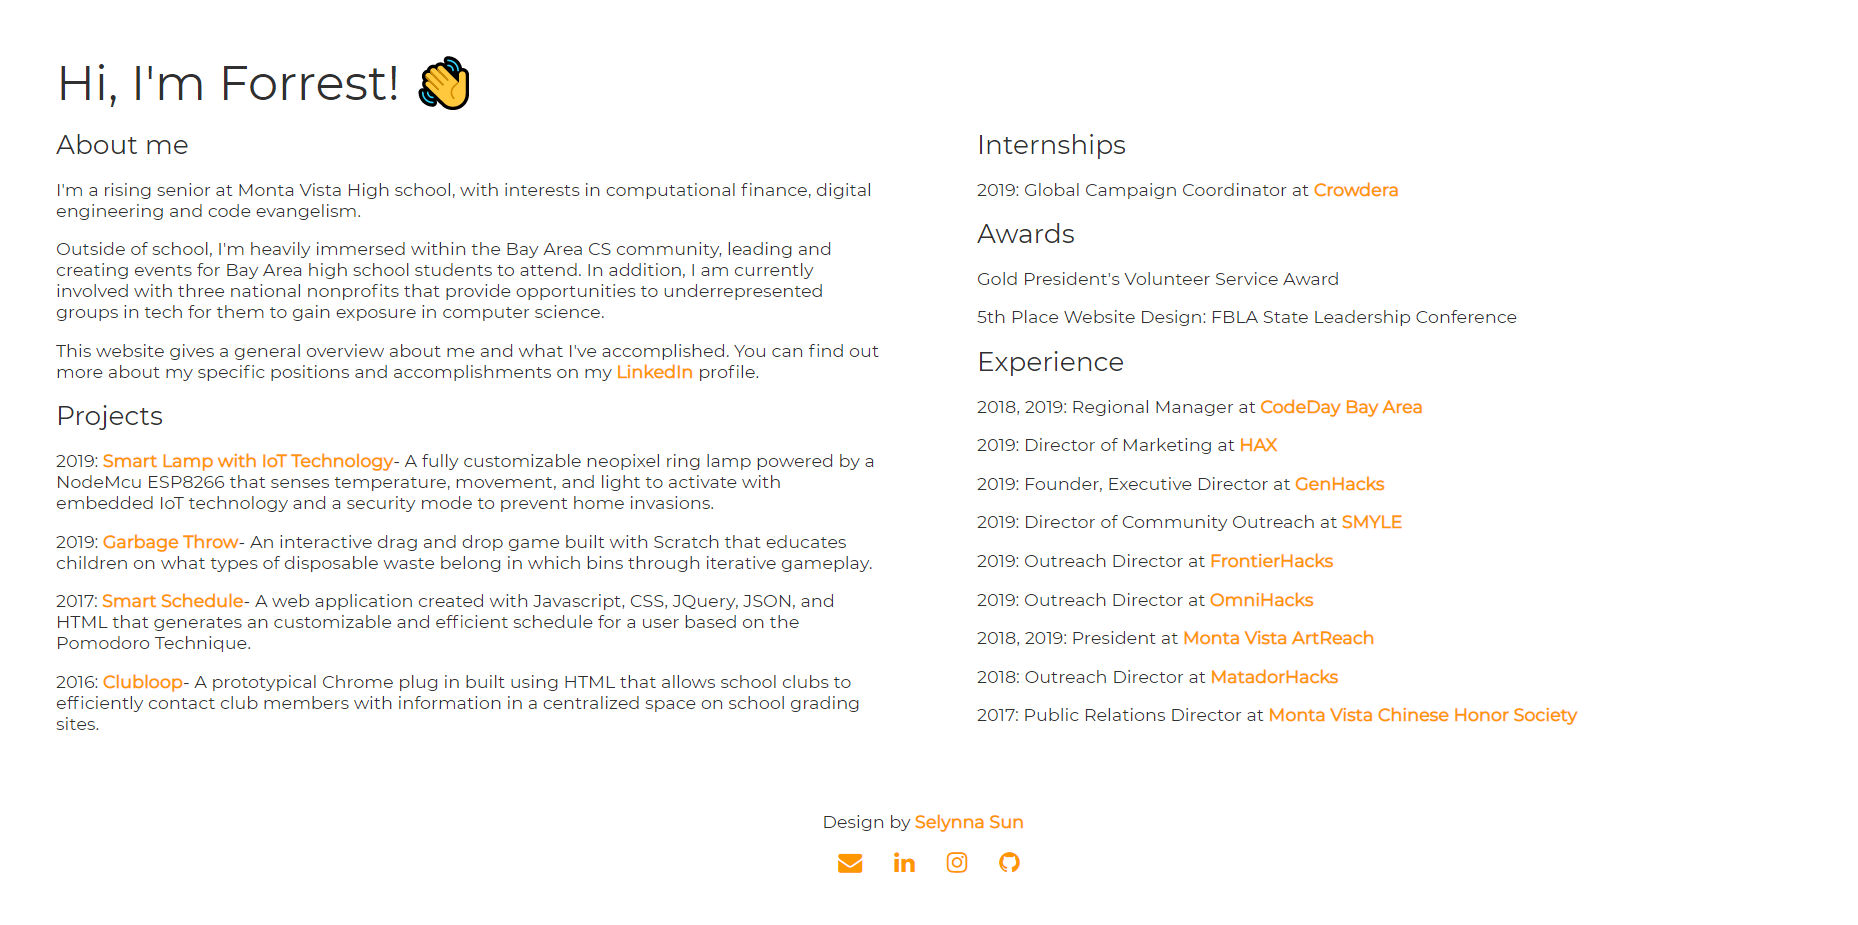 Hi, I'm Forrest!
About me
I'm a rising senior at Monta Vista High school, with interests in computational finance, digital
engineering and code evangelism.
Outside of school, I'm heavily immersed within the Bay Area CS community, leading and
creating events for Bay Area high school students to attend. In addition, I am currently
involved with three national nonprofits that provide opportunities to underrepresented
groups in tech for them to gain exposure in computer science.
This website gives a general overview about me and what I've accomplished. You can find out
more about my specific positions and accomplishments on my LinkedIn profile.
Projects
2019: Smart Lamp with IoT Technology- A fully customizable neopixel ring lamp powered by a
NodeMcu ESP8266 that senses temperature, movement, and light to activate with
embedded IoT technology and a security mode to prevent home invasions.
2019: Garbage Throw- An interactive drag and drop game built with Scratch that educates
children on what types of disposable waste belong in which bins through iterative gameplay.
2017: Smart Schedule- A web application created with Javascript, CSS, JQuery, JSON, and
HTML that generates an customizable and efficient schedule for a user based on the
Pomodoro Technique.
2016: Clubloop- A prototypical Chrome plug in built using HTML that allows school clubs to
efficiently contact club members with information in a centralized space on school grading
sites.
Internships
2019: Global Campaign Coordinator at Crowdera
Awards
Gold President's Volunteer Service Award
5th Place Website Design: FBLA State Leadership Conference
Experience
2018, 2019: Regional Manager at CodeDay Bay Area
2019: Director of Marketing at HAX
2019: Founder, Executive Director at GenHacks
2019: Director of Community Outreach at SMYLE
2019: Outreach Director at FrontierHacks
2019: Outreach Director at OmniHacks
2018, 2019: President at Monta Vista ArtReach
2018: Outreach Director at MatadorHacks
2017: Public Relations Director at Monta Vista Chinese Honor Society
Design by Selynna Sun